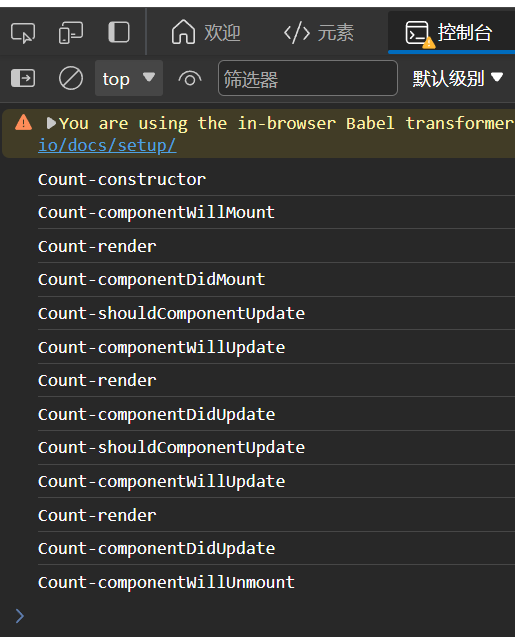 欢迎 </> 元素 控制台
top 筛选器 默认级别
You are using the in-browser Babel transformer
io/docs/setup/
Count-constructor
Count-componentWillMount
Count-render
Count-componentDidMount
Count-shouldComponentUpdate
Count-componentWillUpdate
Count-render
Count-componentDidUpdate
Count-shouldComponentUpdate
Count-componentWillUpdate
Count-render
Count-componentDidUpdate
Count-componentWillUnmount